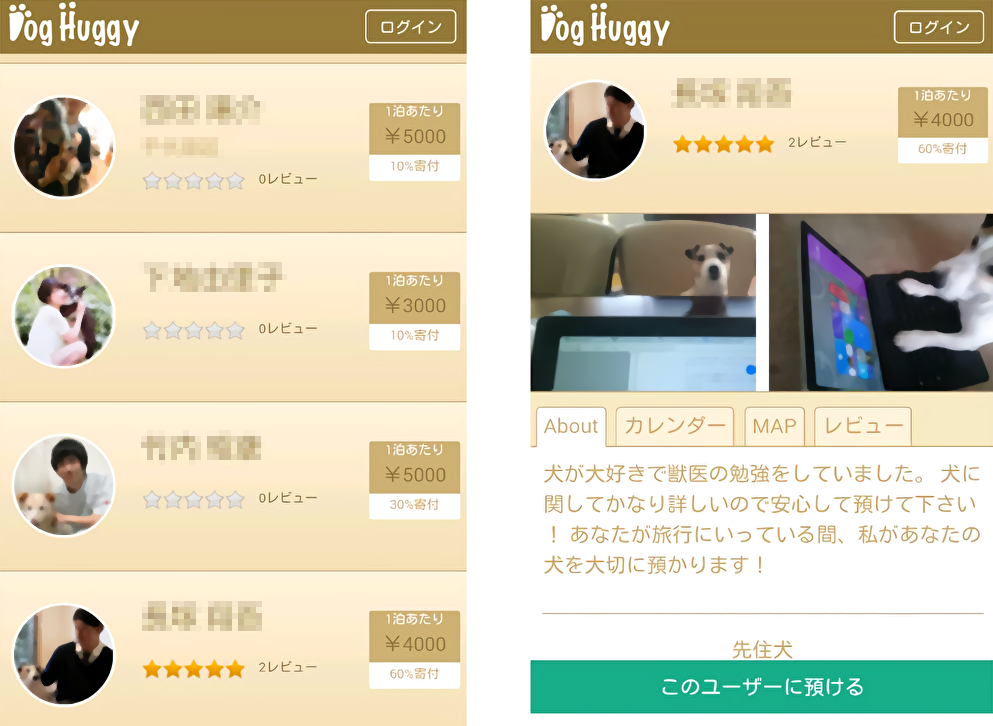 Dog Huggy
ログイン
1泊あたり
¥5000
10%寄付
0レビュー
1泊あたり
¥3000
10%寄付
0レビュー
1泊あたり
¥5000
30%寄付
0レビュー
1泊あたり
¥4000
60%寄付
2レビュー
Dog Huggy
ログイン
1泊あたり
¥4000
60%寄付
2レビュー
About
カレンダー
MAP
レビュー
犬が大好きで獣医の勉強をしていました。 犬に
関してかなり詳しいので安心して預けて下さい
！ あなたが旅行にいっている間、私があなたの
犬を大切に預かります！
先住犬
このユーザーに預ける